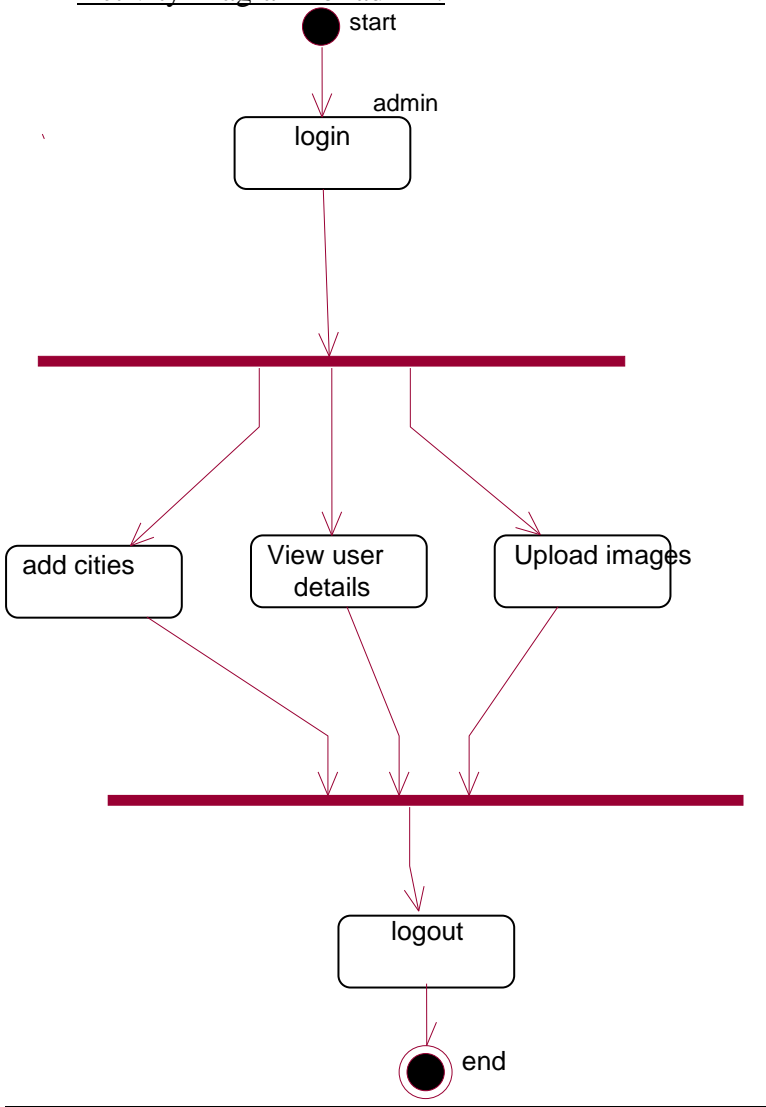 start
admin
login
add cities
View user
details
Upload images
logout
end